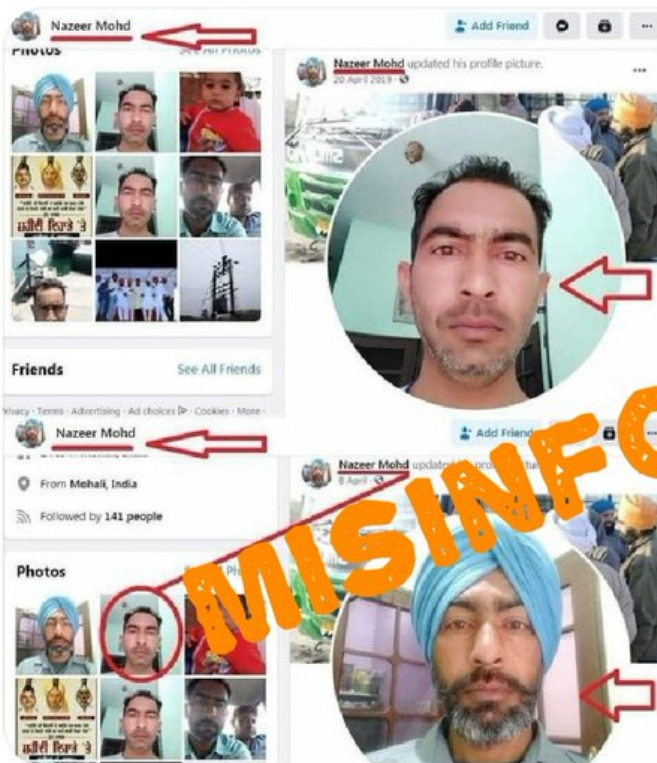 Nazeer Mohd
Add Friend
Photos
See All Photos
Nazeer Mohd updated his profile picture.
20 April 2019
ਸ਼ਹੀਦੀ ਦਿਹਾੜੇ 'ਤੇ
Friends
See All Friends
Privacy · Terms · Advertising · Ad choices · Cookies · More ·
Nazeer Mohd
Add Friend
Nazeer Mohd updated
8 April
From Mohali, India
Followed by 141 people
MISINFO
Photos
ਸ਼ਹੀਦੀ ਦਿਹਾੜੇ 'ਤੇ